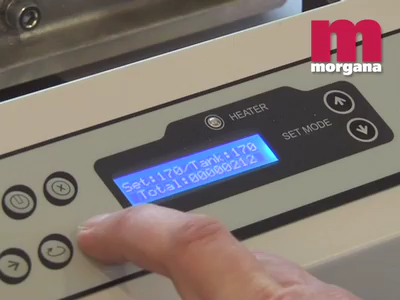 m
morgana
HEATER
SET MODE
Set:170/Tank:170
Total:00000212